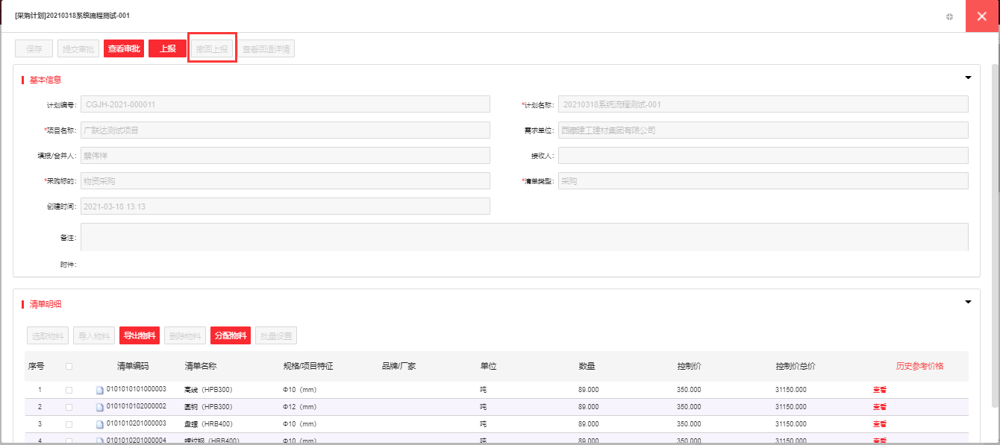 [采购计划]20210318系统流程测试-001
保存 提交审批 查看审批 上报 撤回上报 查看回退详情
基本信息
计划编号: CGJH-2021-000011 *计划名称: 20210318系统流程测试-001
*项目名称: 广联达测试项目 需求单位: 西藏建工建材集团有限公司
填报/合并人: 蔡伟样 接收人:
*采购标的: 物资采购 *清单类型: 采购
创建时间: 2021-03-18 13:13
备注:
附件:
清单明细
选取物料 导入物料 导出物料 删除物料 分配物料 批量设置
序号 清单编码 清单名称 规格/项目特征 品牌/厂家 单位 数量 控制价 控制价总价 历史参考价格
1 0101010101000003 高线（HPB300） Φ10（mm） 吨 89.000 350.000 31150.000 查看
2 0101010102000002 圆钢（HPB300） Φ12（mm） 吨 89.000 350.000 31150.000 查看
3 0101010201000003 盘螺（HRB400） Φ10（mm） 吨 89.000 350.000 31150.000 查看
4 0101010201000004 螺纹钢（HRB400） Φ10（mm） 吨 89.000 350.000 31150.000 查看